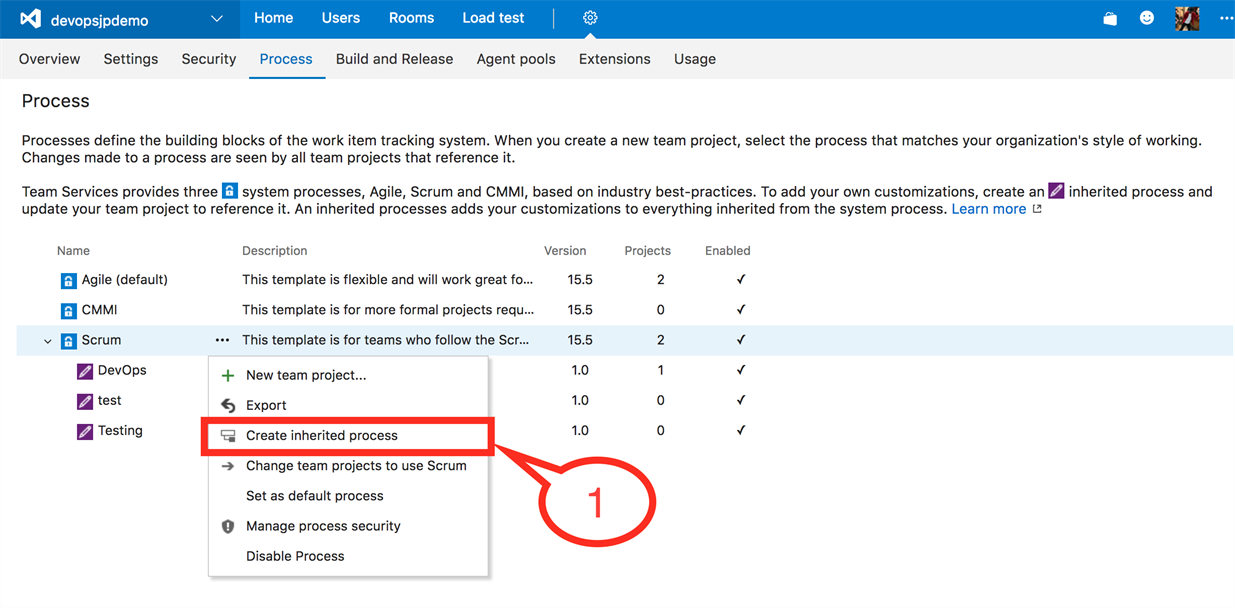 devopsjpdemo Home Users Rooms Load test
Overview Settings Security Process Build and Release Agent pools Extensions Usage
Process
Processes define the building blocks of the work item tracking system. When you create a new team project, select the process that matches your organization's style of working.
Changes made to a process are seen by all team projects that reference it.
Team Services provides three system processes, Agile, Scrum and CMMI, based on industry best-practices. To add your own customizations, create an inherited process and
update your team project to reference it. An inherited processes adds your customizations to everything inherited from the system process. Learn more
Name Description Version Projects Enabled
Agile (default) This template is flexible and will work great fo... 15.5 2
CMMI This template is for more formal projects requ... 15.5 0
Scrum ••• This template is for teams who follow the Scr... 15.5 2
DevOps 1.0 1
test 1.0 0
Testing 1.0 0
New team project...
Export
Create inherited process
Change team projects to use Scrum
Set as default process
Manage process security
Disable Process
1